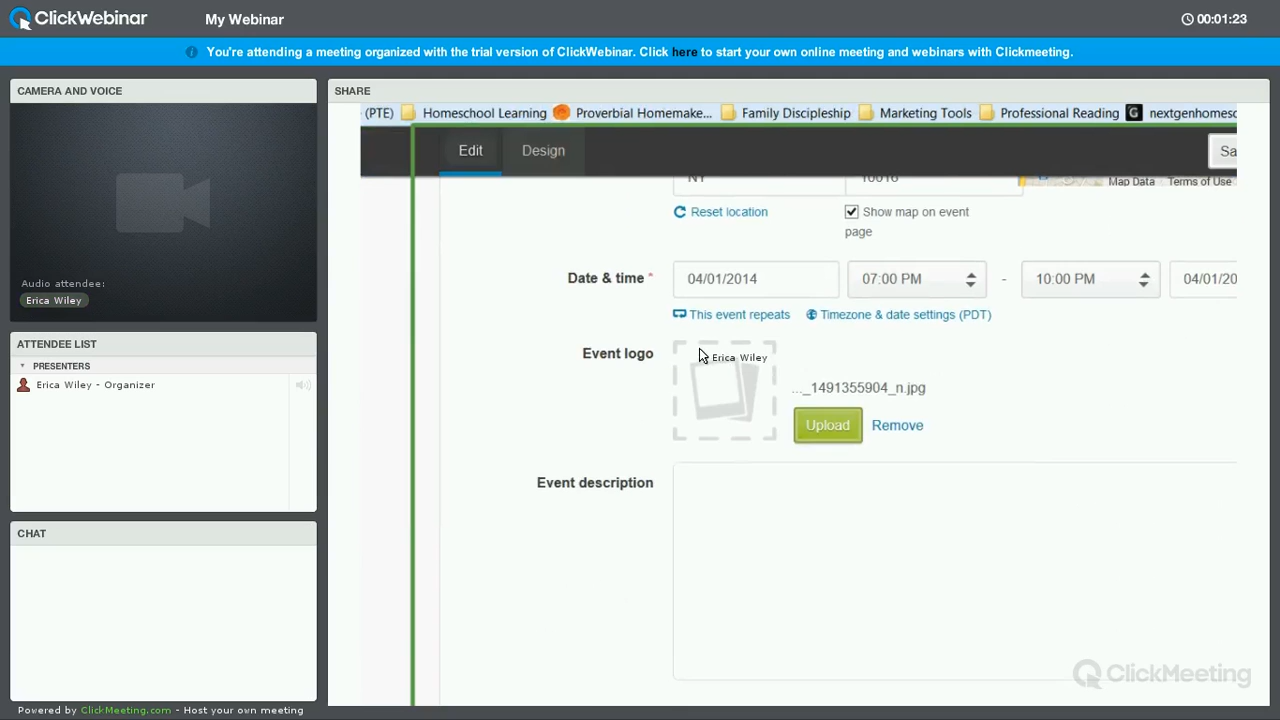 ClickWebinar My Webinar 00:01:23
You're attending a meeting organized with the trial version of ClickWebinar. Click here to start your own online meeting and webinars with Clickmeeting.
CAMERA AND VOICE
Audio attendee:
Erica Wiley
ATTENDEE LIST
PRESENTERS
Erica Wiley - Organizer
CHAT
Powered by ClickMeeting.com - Host your own meeting
SHARE
(PTE) Homeschool Learning Proverbial Homemake... Family Discipleship Marketing Tools Professional Reading G nextgenhomesc
Edit Design Sa
NY 10016 Map Data Terms of Use
Reset location Show map on event
page
Date & time * 04/01/2014 07:00 PM - 10:00 PM 04/01/20
This event repeats Timezone & date settings (PDT)
Event logo Erica Wiley
..._1491355904_n.jpg
Upload Remove
Event description
ClickMeeting